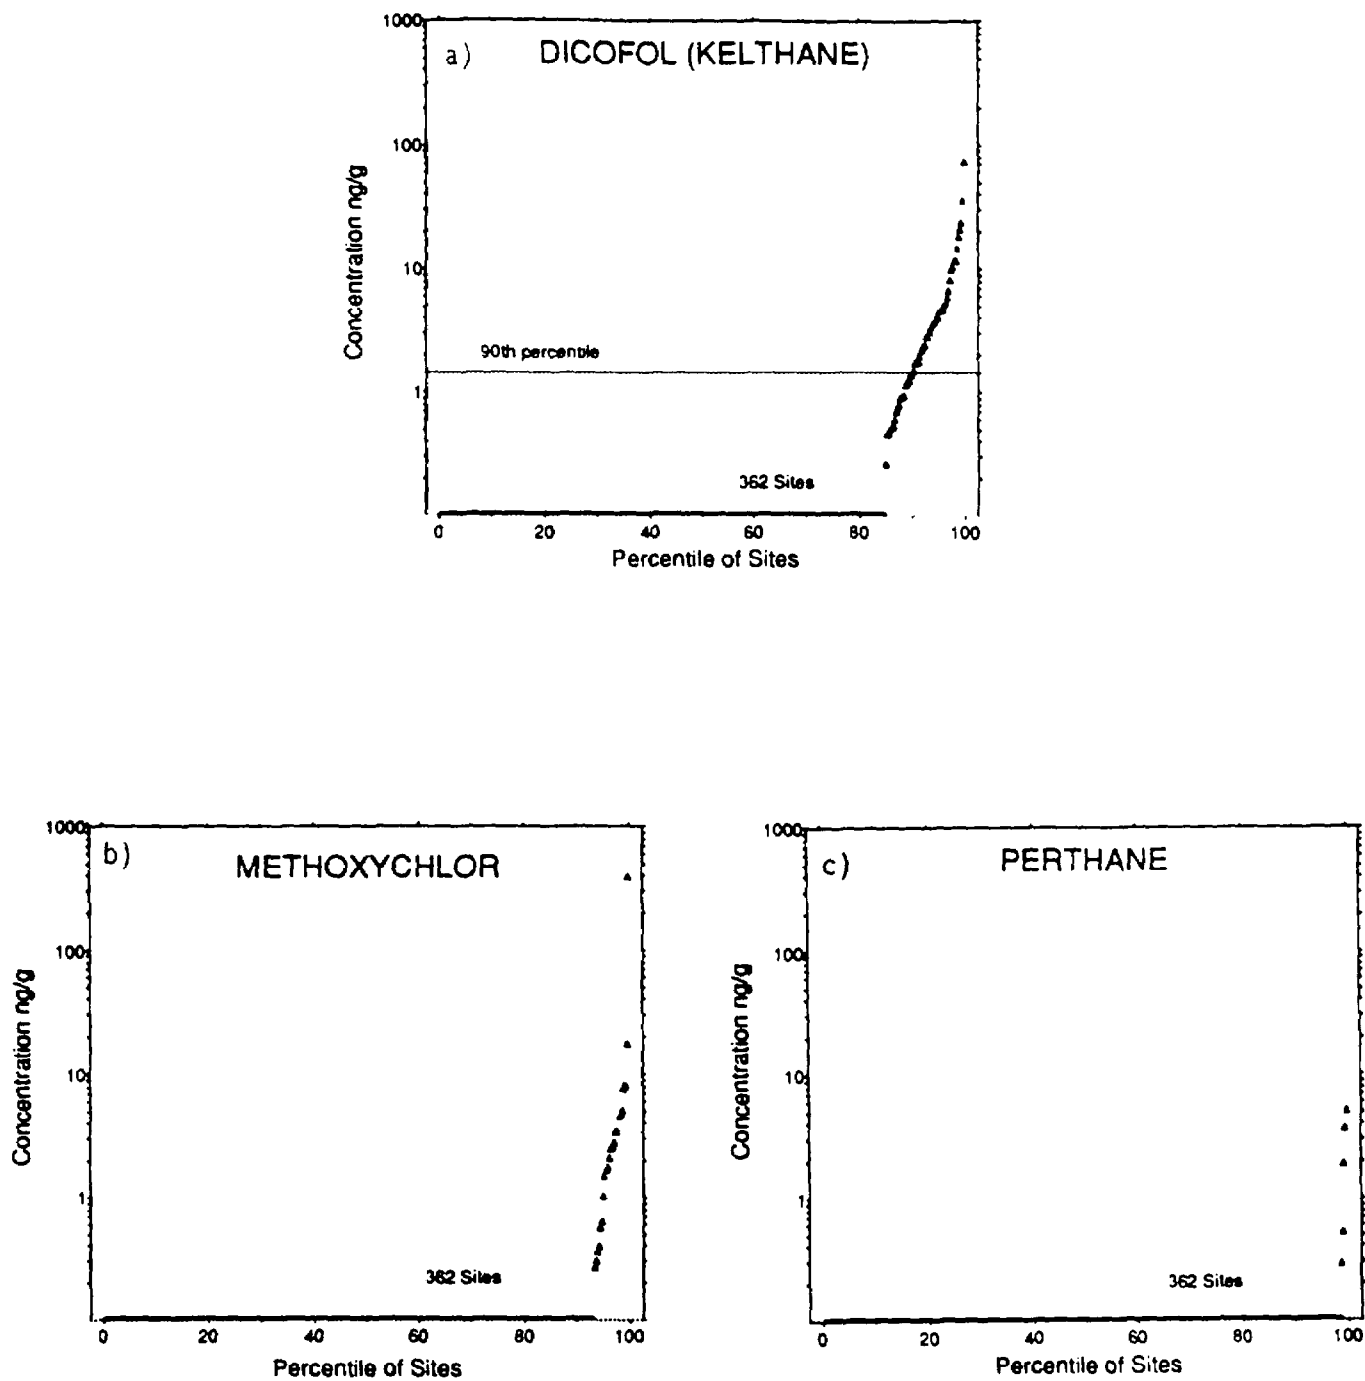 a) DICOFOL (KELTHANE)
1000
100
10
1
Concentration ng/g
90th percentile
362 Sites
0 20 40 60 80 100
Percentile of Sites
b) METHOXYCHLOR
1000
100
10
1
Concentration ng/g
362 Sites
0 20 40 60 80 100
Percentile of Sites
c) PERTHANE
1000
100
10
1
Concentration ng/g
362 Sites
0 20 40 60 80 100
Percentile of Sites